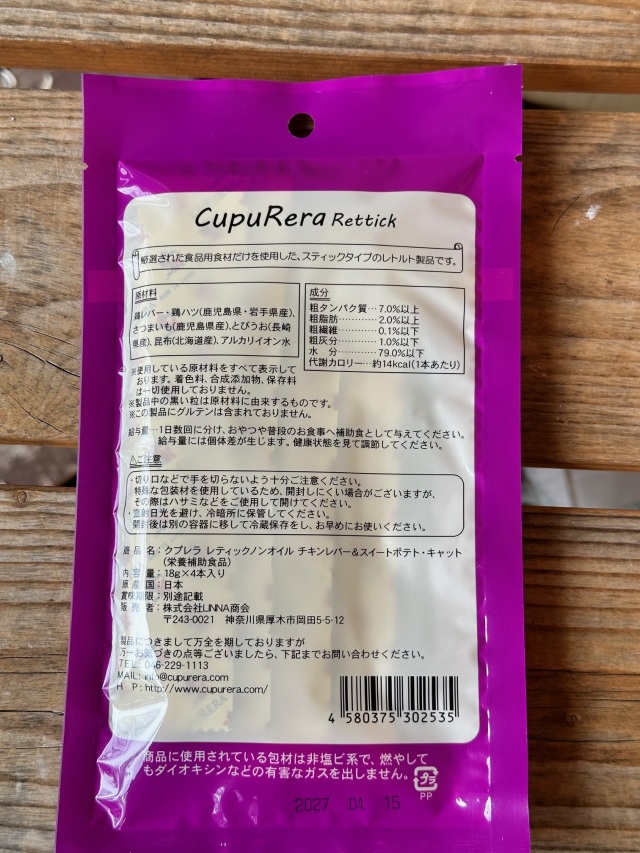 CupuRera Rettick
厳選された食品用食材だけを使用した、スティックタイプのレトルト製品です。
原材料
鶏レバー・鶏ハツ(鹿児島県・岩手県産)、
さつまいも(鹿児島県産)、とびうお(長崎
県産)、昆布(北海道産)、アルカリイオン水
成分
粗タンパク質…7.0%以上
粗脂肪…………2.0%以上
粗繊維…………0.1%以下
粗灰分…………1.0%以下
水 分…………79.0%以下
代謝カロリー…約14kcal(1本あたり)
※使用している原材料をすべて表示して
おります。着色料、合成添加物、保存料
は一切使用しておりません。
※製品中の黒い粒は原材料に由来するものです。
※この製品にグルテンは含まれておりません。
給与量…1日数回に分け、おやつや普段のお食事へ補助食として与えてください。
給与量には個体差が生じます。健康状態を見て調節してください。
⚠ご注意
・切り口などで手を切らないよう十分ご注意ください。
特殊な包装材を使用しているため、開封しにくい場合がございますが、
その際はハサミなどをご使用して開けてください。
・直射日光を避け、冷暗所に保管してください。
開封後は別の容器に移して冷蔵保存をし、お早めにお使いください。
商 品 名：クプレラ レティックノンオイル チキンレバー&スイートポテト・キャット
(栄養補助食品)
内 容 量：18g×4本入り
原 産 国：日本
賞味期限：別途記載
販 売 者：株式会社LINNA商会
〒243-0021 神奈川県厚木市岡田5-5-12
製品につきまして万全を期しておりますが
万一お気づきの点等ございましたら、下記までお問い合わせください。
TEL：046-229-1113
MAIL：info@cupurera.com
H P：http://www.cupurera.com/
4 580375 302535
商品に使用されている包材は非塩ビ系で、燃やして
もダイオキシンなどの有害なガスを出しません。
プラ
PP
2027 04 15